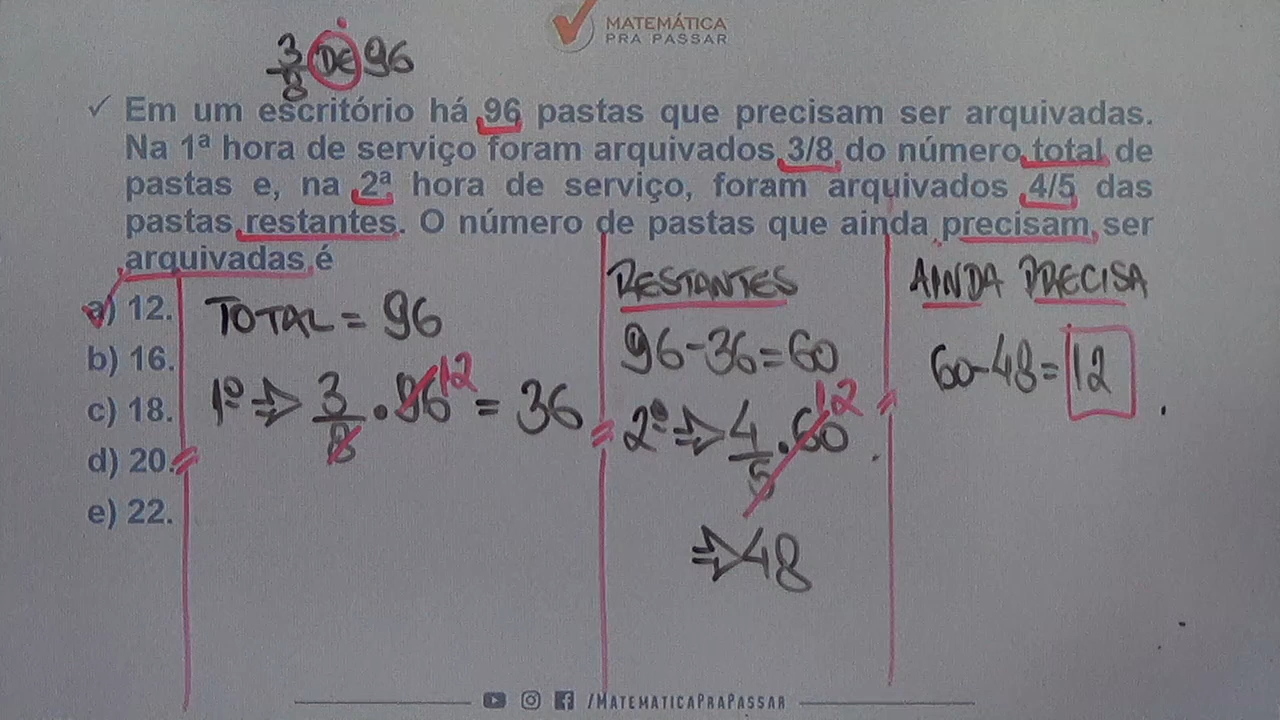 MATEMÁTICA
PRA PASSAR
3/8 DE 96
✓ Em um escritório há 96 pastas que precisam ser arquivadas.
Na 1ª hora de serviço foram arquivados 3/8 do número total de
pastas e, na 2ª hora de serviço, foram arquivados 4/5 das
pastas restantes. O número de pastas que ainda precisam ser
arquivadas é
a) 12.
b) 16.
c) 18.
d) 20.
e) 22.
TOTAL = 96
1º ⇒ 3/8 . 96 12 = 36
RESTANTES
96-36=60
2º ⇒ 4/5 . 60 12
⇒ 48
AINDA PRECISA
60-48= 12
/MATEMATICAPRAPASSAR